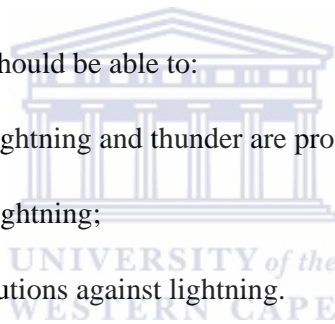 hould be able to:
ghtning and thunder are pro
ghtning;
UNIVERSITY of the
utions against lightning.
WESTERN CAPE